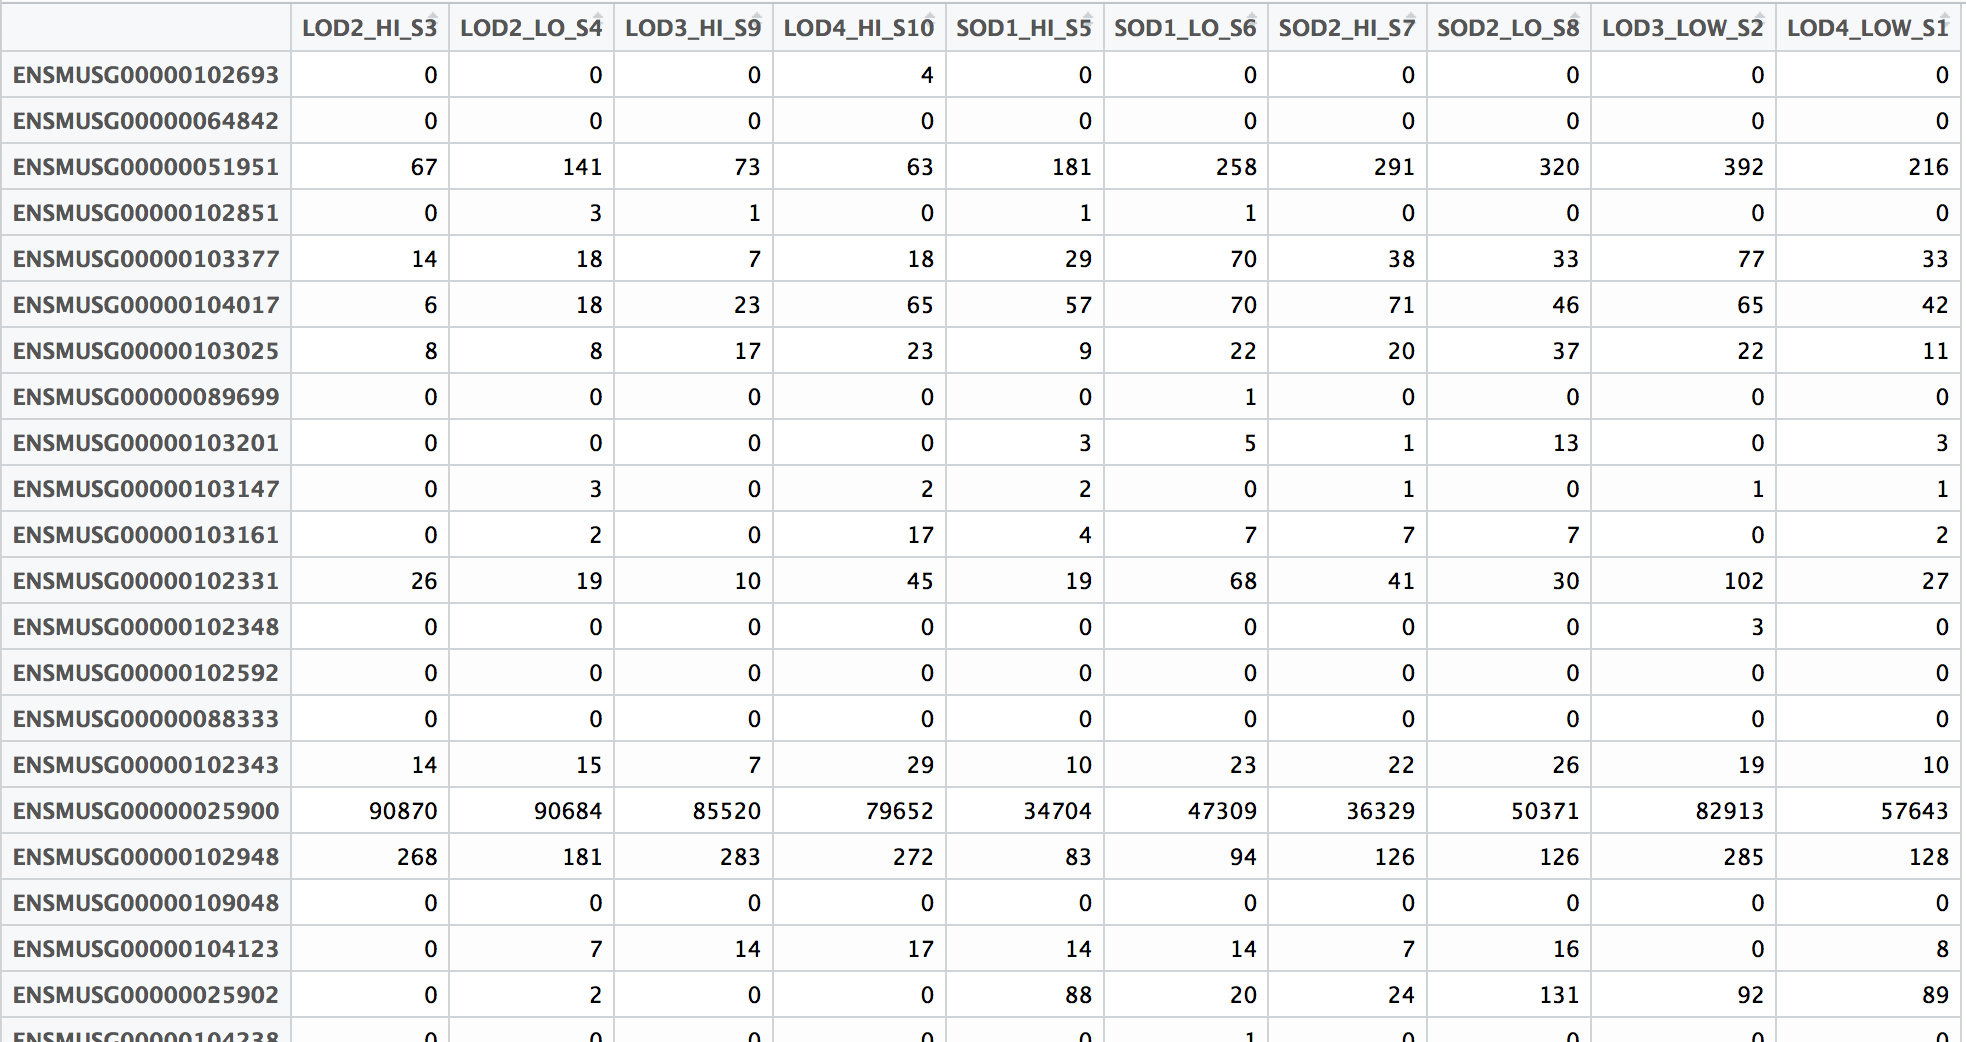 LOD2_HI_S3 LOD2_LO_S4 LOD3_HI_S9 LOD4_HI_S10 SOD1_HI_S5 SOD1_LO_S6 SOD2_HI_S7 SOD2_LO_S8 LOD3_LOW_S2 LOD4_LOW_S1
ENSMUSG00000102693 0 0 0 4 0 0 0 0 0 0
ENSMUSG00000064842 0 0 0 0 0 0 0 0 0 0
ENSMUSG00000051951 67 141 73 63 181 258 291 320 392 216
ENSMUSG00000102851 0 3 1 0 1 1 0 0 0 0
ENSMUSG00000103377 14 18 7 18 29 70 38 33 77 33
ENSMUSG00000104017 6 18 23 65 57 70 71 46 65 42
ENSMUSG00000103025 8 8 17 23 9 22 20 37 22 11
ENSMUSG00000089699 0 0 0 0 0 1 0 0 0 0
ENSMUSG00000103201 0 0 0 0 3 5 1 13 0 3
ENSMUSG00000103147 0 3 0 2 2 0 1 0 1 1
ENSMUSG00000103161 0 2 0 17 4 7 7 7 0 2
ENSMUSG00000102331 26 19 10 45 19 68 41 30 102 27
ENSMUSG00000102348 0 0 0 0 0 0 0 0 3 0
ENSMUSG00000102592 0 0 0 0 0 0 0 0 0 0
ENSMUSG00000088333 0 0 0 0 0 0 0 0 0 0
ENSMUSG00000102343 14 15 7 29 10 23 22 26 19 10
ENSMUSG00000025900 90870 90684 85520 79652 34704 47309 36329 50371 82913 57643
ENSMUSG00000102948 268 181 283 272 83 94 126 126 285 128
ENSMUSG00000109048 0 0 0 0 0 0 0 0 0 0
ENSMUSG00000104123 0 7 14 17 14 14 7 16 0 8
ENSMUSG00000025902 0 2 0 0 88 20 24 131 92 89
ENSMUSG00000104238 0 0 0 0 0 1 0 0 0 0